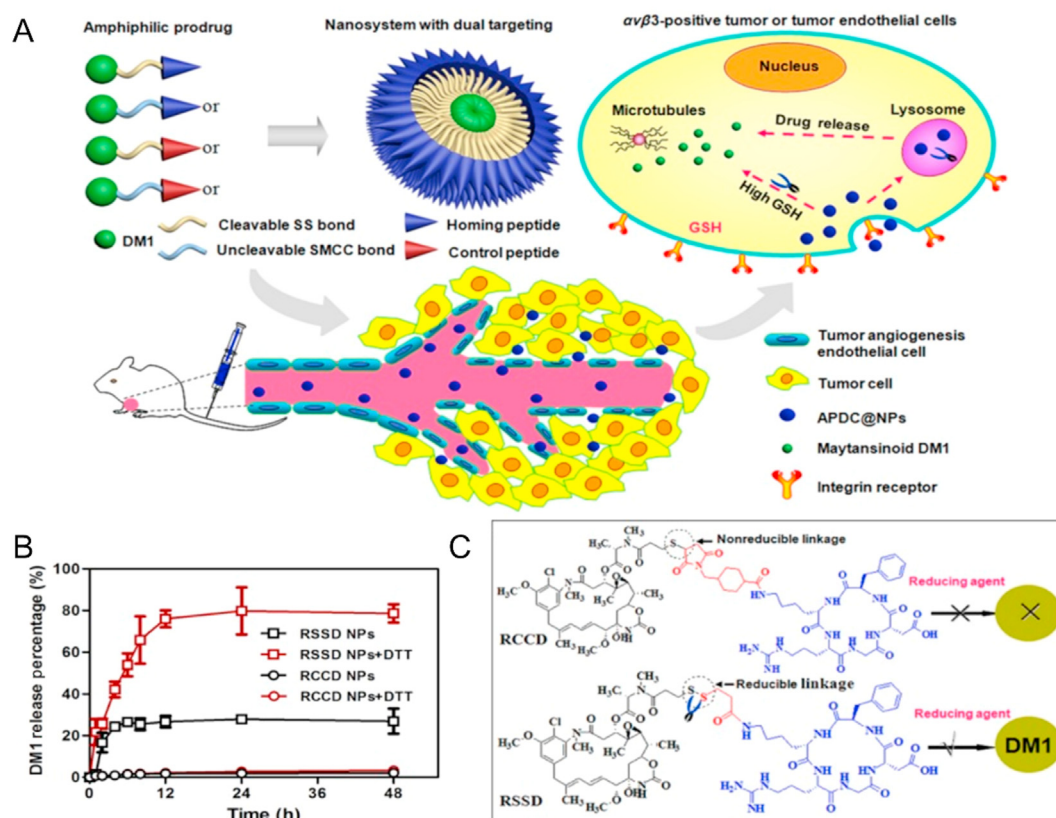 A
Amphiphilic prodrug
or
or
or
or
DM1
Cleavable SS bond
Uncleavable SMCC bond
Nanosystem with dual targeting
Homing peptide
Control peptide
αvβ3-positive tumor or tumor endothelial cells
Nucleus
Microtubules
Lysosome
Drug release
High GSH
GSH
Tumor angiogenesis
endothelial cell
Tumor cell
APDC@NPs
Maytansinoid DM1
Integrin receptor
B
DM1 release percentage (%)
100
80
60
40
20
0
RSSD NPs
RSSD NPs+DTT
RCCD NPs
RCCD NPs+DTT
0 12 24 36 48
Time (h)
C
Nonreducible linkage
RCCD
Reducing agent
Reducible linkage
RSSD
Reducing agent
DM1